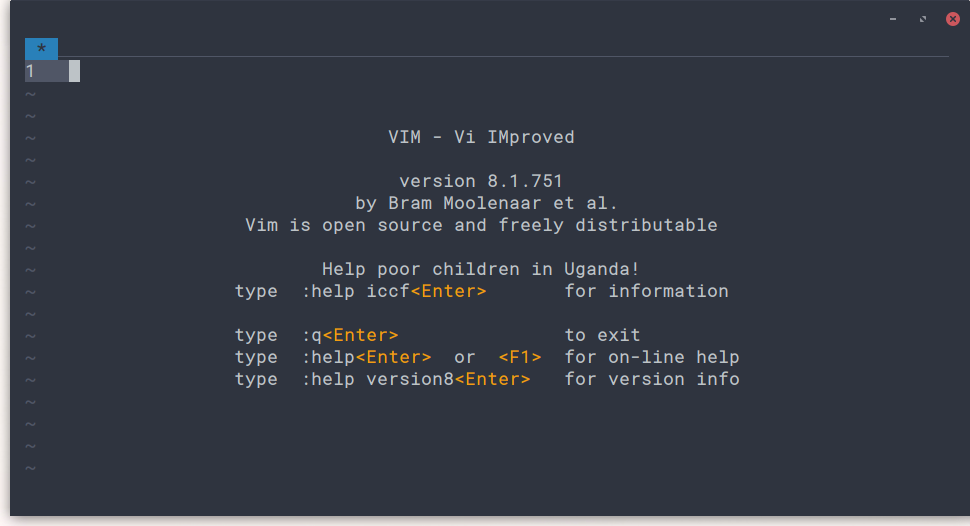 *
1
~
~
~ VIM - Vi IMproved
~
~ version 8.1.751
~ by Bram Moolenaar et al.
~ Vim is open source and freely distributable
~
~ Help poor children in Uganda!
~ type :help iccf<Enter> for information
~
~ type :q<Enter> to exit
~ type :help<Enter> or <F1> for on-line help
~ type :help version8<Enter> for version info
~
~
~
~